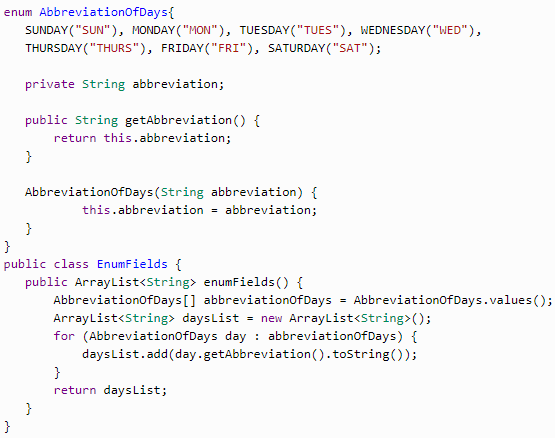 enum AbbreviationOfDays{
SUNDAY("SUN"), MONDAY("MON"), TUESDAY("TUES"), WEDNESDAY("WED"),
THURSDAY("THURS"), FRIDAY("FRI"), SATURDAY("SAT");
private String abbreviation;
public String getAbbreviation() {
return this.abbreviation;
}
AbbreviationOfDays(String abbreviation) {
this.abbreviation = abbreviation;
}
}
public class EnumFields {
public ArrayList<String> enumFields() {
AbbreviationOfDays[] abbreviationOfDays = AbbreviationOfDays.values();
ArrayList<String> daysList = new ArrayList<String>();
for (AbbreviationOfDays day : abbreviationOfDays) {
daysList.add(day.getAbbreviation().toString());
}
return daysList;
}
}